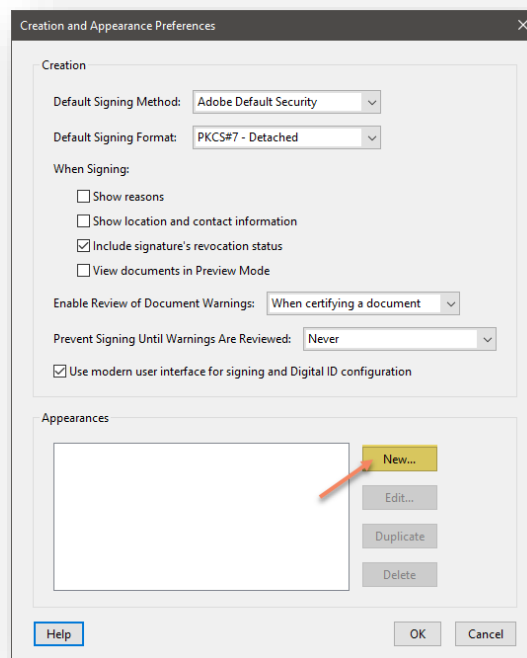 Creation and Appearance Preferences
Creation
Default Signing Method: Adobe Default Security
Default Signing Format: PKCS#7 - Detached
When Signing:
Show reasons
Show location and contact information
Include signature's revocation status
View documents in Preview Mode
Enable Review of Document Warnings: When certifying a document
Prevent Signing Until Warnings Are Reviewed: Never
Use modern user interface for signing and Digital ID configuration
Appearances
New...
Edit...
Duplicate
Delete
Help OK Cancel